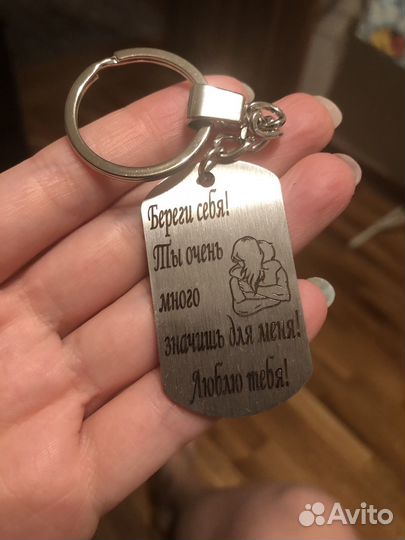 Береги себя!
Ты очень
много
значишь для меня!
Люблю тебя!
Avito